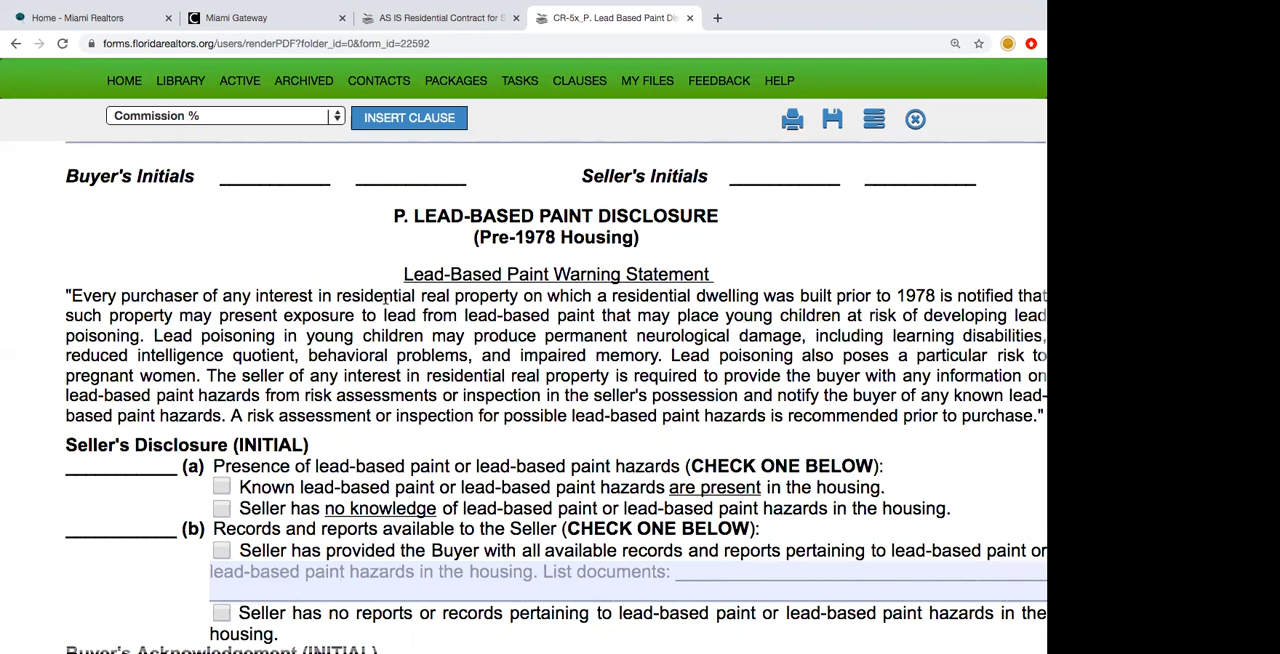 Home - Miami Realtors
Miami Gateway
AS IS Residential Contract for S
CR-5x_P. Lead Based Paint Dis
forms.floridarealtors.org/users/renderPDF?folder_id=0&form_id=22592
HOME LIBRARY ACTIVE ARCHIVED CONTACTS PACKAGES TASKS CLAUSES MY FILES FEEDBACK HELP
Commission % INSERT CLAUSE
Buyer's Initials ___________ ___________ Seller's Initials ___________ ___________
P. LEAD-BASED PAINT DISCLOSURE
(Pre-1978 Housing)
Lead-Based Paint Warning Statement
"Every purchaser of any interest in residential real property on which a residential dwelling was built prior to 1978 is notified that
such property may present exposure to lead from lead-based paint that may place young children at risk of developing lead
poisoning. Lead poisoning in young children may produce permanent neurological damage, including learning disabilities,
reduced intelligence quotient, behavioral problems, and impaired memory. Lead poisoning also poses a particular risk to
pregnant women. The seller of any interest in residential real property is required to provide the buyer with any information on
lead-based paint hazards from risk assessments or inspection in the seller's possession and notify the buyer of any known lead-
based paint hazards. A risk assessment or inspection for possible lead-based paint hazards is recommended prior to purchase."
Seller's Disclosure (INITIAL)
___________ (a) Presence of lead-based paint or lead-based paint hazards (CHECK ONE BELOW):
Known lead-based paint or lead-based paint hazards are present in the housing.
Seller has no knowledge of lead-based paint or lead-based paint hazards in the housing.
___________ (b) Records and reports available to the Seller (CHECK ONE BELOW):
Seller has provided the Buyer with all available records and reports pertaining to lead-based paint or
lead-based paint hazards in the housing. List documents: ___________
Seller has no reports or records pertaining to lead-based paint or lead-based paint hazards in the
housing.
Buyer's Acknowledgement (INITIAL)